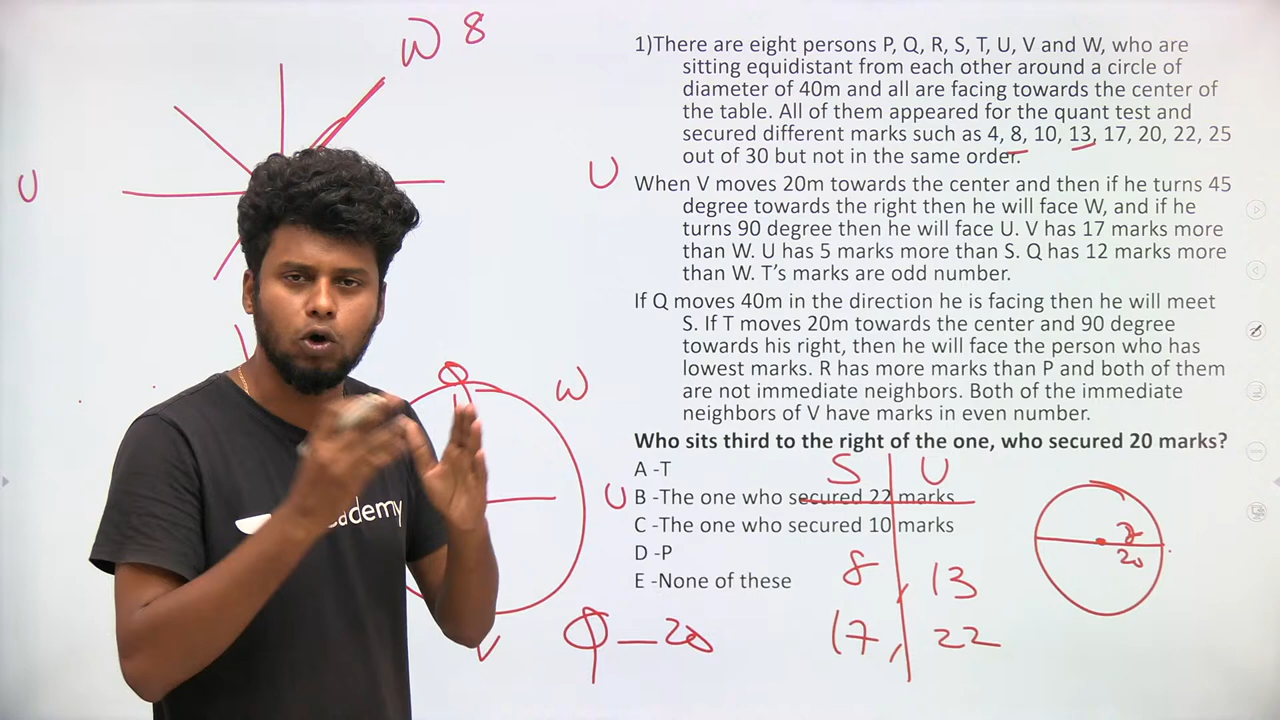 W 8
1)There are eight persons P, Q, R, S, T, U, V and W, who are
sitting equidistant from each other around a circle of
diameter of 40m and all are facing towards the center of
the table. All of them appeared for the quant test and
secured different marks such as 4, 8, 10, 13, 17, 20, 22, 25
out of 30 but not in the same order.
U
U
When V moves 20m towards the center and then if he turns 45
degree towards the right then he will face W, and if he
turns 90 degree then he will face U. V has 17 marks more
than W. U has 5 marks more than S. Q has 12 marks more
than W. T's marks are odd number.
If Q moves 40m in the direction he is facing then he will meet
S. If T moves 20m towards the center and 90 degree
towards his right, then he will face the person who has
lowest marks. R has more marks than P and both of them
are not immediate neighbors. Both of the immediate
neighbors of V have marks in even number.
W
Who sits third to the right of the one, who secured 20 marks?
A -T
S U
U
B -The one who secured 22 marks
C -The one who secured 10 marks
D -P
E -None of these
8, 13
17, 22
20
Q - 20
V
ademy